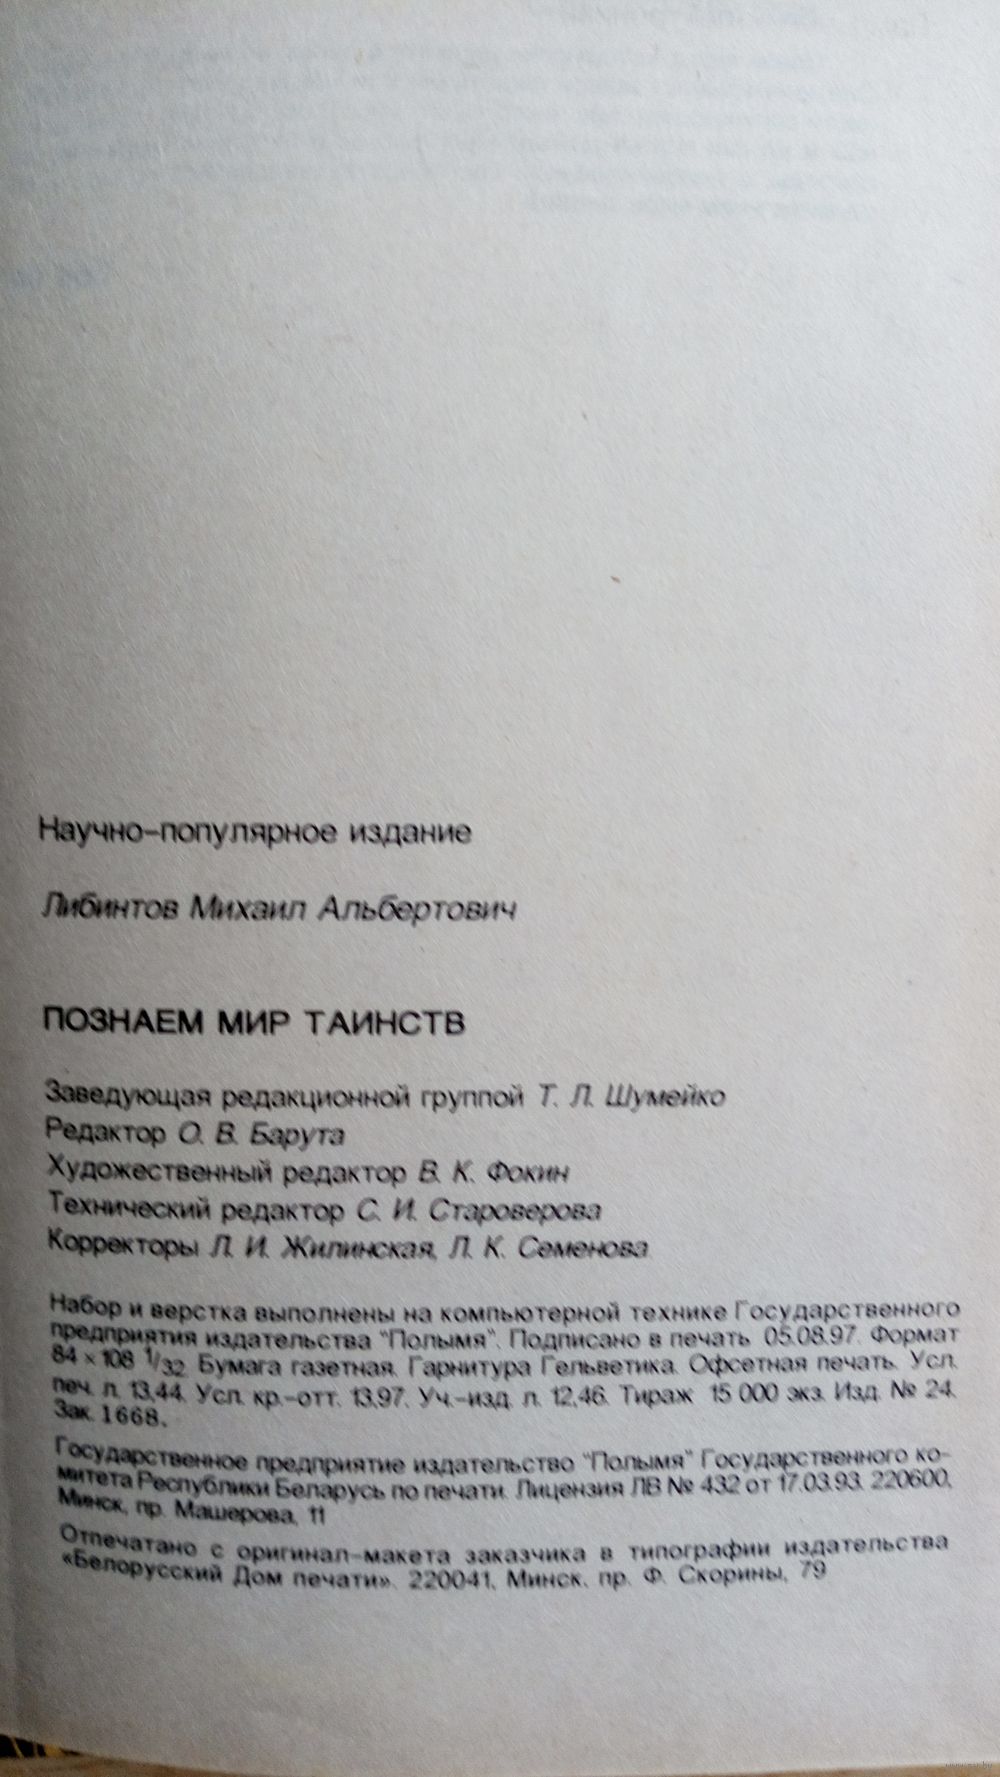 Научно-популярное издание
Либинтов Михаил Альбертович
ПОЗНАЕМ МИР ТАИНСТВ
Заведующая редакционной группой Т. Л. Шумейко
Редактор О. В. Барута
Художественный редактор В. К. Фокин
Технический редактор С. И. Староверова
Корректоры Л. И. Жилинская, Л. К. Семенова
Набор и верстка выполнены на компьютерной технике Государственного
предприятия издательства "Полымя". Подписано в печать 05.08.97. Формат
84×108 1/32. Бумага газетная. Гарнитура Гельветика. Офсетная печать. Усл.
печ. л. 13,44. Усл. кр.-отт. 13,97. Уч.-изд. л. 12,46. Тираж 15 000 экз. Изд. № 24.
Зак. 1668.
Государственное предприятие издательство "Полымя" Государственного ко-
митета Республики Беларусь по печати. Лицензия ЛВ № 432 от 17.03.93. 220600,
Минск, пр. Машерова, 11
Отпечатано с оригинал-макета заказчика в типографии издательства
«Белорусский Дом печати». 220041, Минск, пр. Ф. Скорины, 79